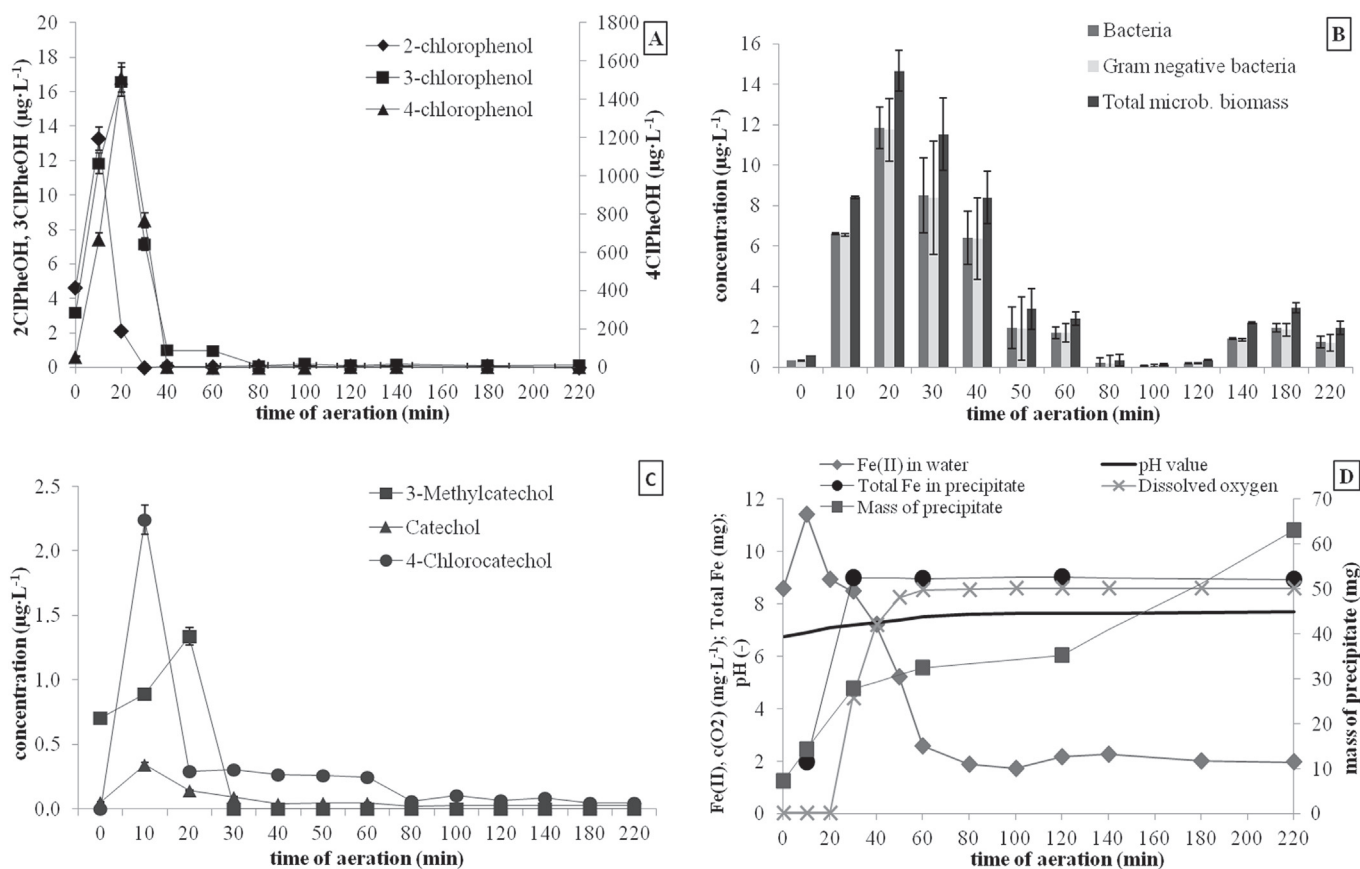 A
2-chlorophenol
3-chlorophenol
4-chlorophenol
2ClPheOH, 3ClPheOH (µg·L⁻¹)
20
18
16
14
12
10
8
6
4
2
0
4ClPheOH (µg·L⁻¹)
1800
1600
1400
1200
1000
800
600
400
200
0
0 20 40 60 80 100 120 140 160 180 200 220
time of aeration (min)
B
Bacteria
Gram negative bacteria
Total microb. biomass
concentration (µg·L⁻¹)
16
14
12
10
8
6
4
2
0
0 10 20 30 40 50 60 80 100 120 140 180 220
time of aeration (min)
C
3-Methylcatechol
Catechol
4-Chlorocatechol
concentration (µg·L⁻¹)
2.5
2.0
1.5
1.0
0.5
0.0
0 10 20 30 40 50 60 80 100 120 140 180 220
time of aeration (min)
D
Fe(II) in water
pH value
Total Fe in precipitate
Dissolved oxygen
Mass of precipitate
Fe(II), c(O2) (mg·L⁻¹); Total Fe (mg);
pH (-)
12
10
8
6
4
2
0
mass of precipitate (mg)
70
60
50
40
30
20
10
0
0 20 40 60 80 100 120 140 160 180 200 220
time of aeration (min)